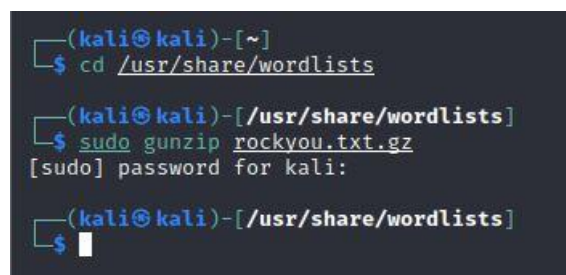 ┌──(kali㉿kali)-[~]
└─$ cd /usr/share/wordlists
┌──(kali㉿kali)-[/usr/share/wordlists]
└─$ sudo gunzip rockyou.txt.gz
[sudo] password for kali:
┌──(kali㉿kali)-[/usr/share/wordlists]
└─$